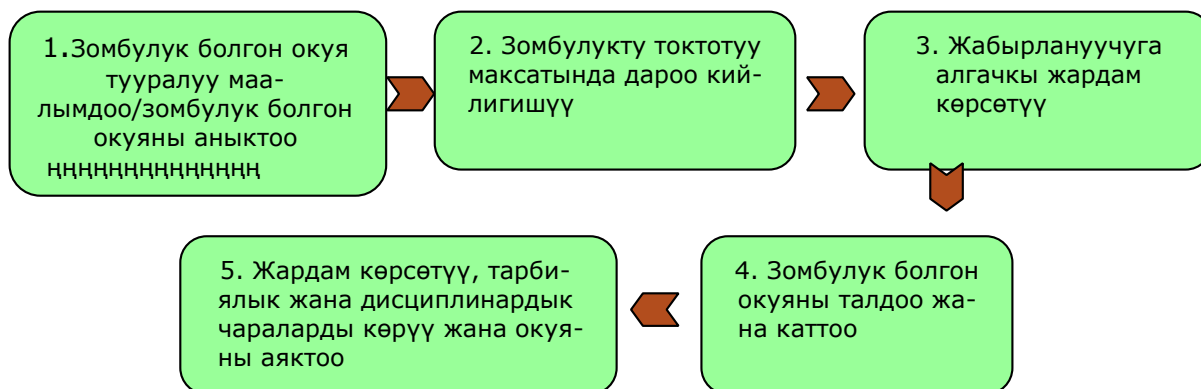 1.Зомбулук болгон окуя
тууралуу маа-
лымдоо/зомбулук болгон
окуяны аныктоо
ңңңңңңңңңңңңңң
2. Зомбулукту токтотуу
максатында дароо кий-
лигишүү
3. Жабырлануучуга
алгачкы жардам
көрсөтүү
4. Зомбулук болгон
окуяны талдоо жа-
на каттоо
5. Жардам көрсөтүү, тарби-
ялык жана дисциплинардык
чараларды көрүү жана окуя-
ны аяктоо